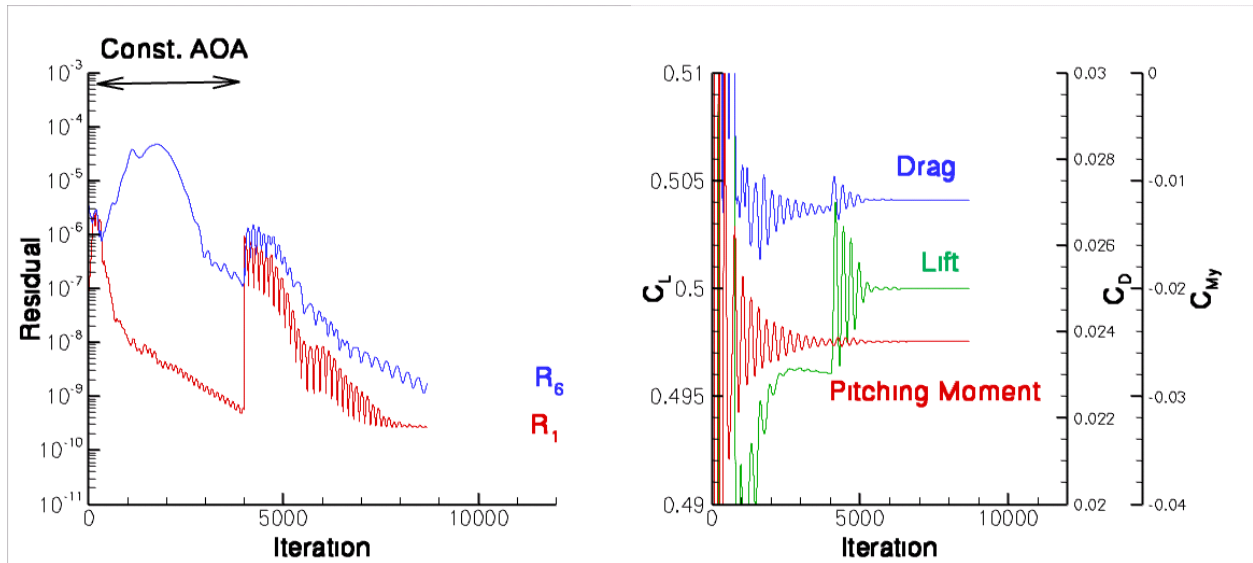 Const. AOA
10-3
10-4
10-5
10-6
10-7
10-8
10-9
10-10
10-11
Residual
0
5000
10000
Iteration
R6
R1
0.51
0.505
0.5
0.495
0.49
CL
0
5000
10000
Iteration
Drag
Lift
Pitching Moment
0.03
0.028
0.026
0.024
0.022
0.02
CD
0
-0.01
-0.02
-0.03
-0.04
CMy